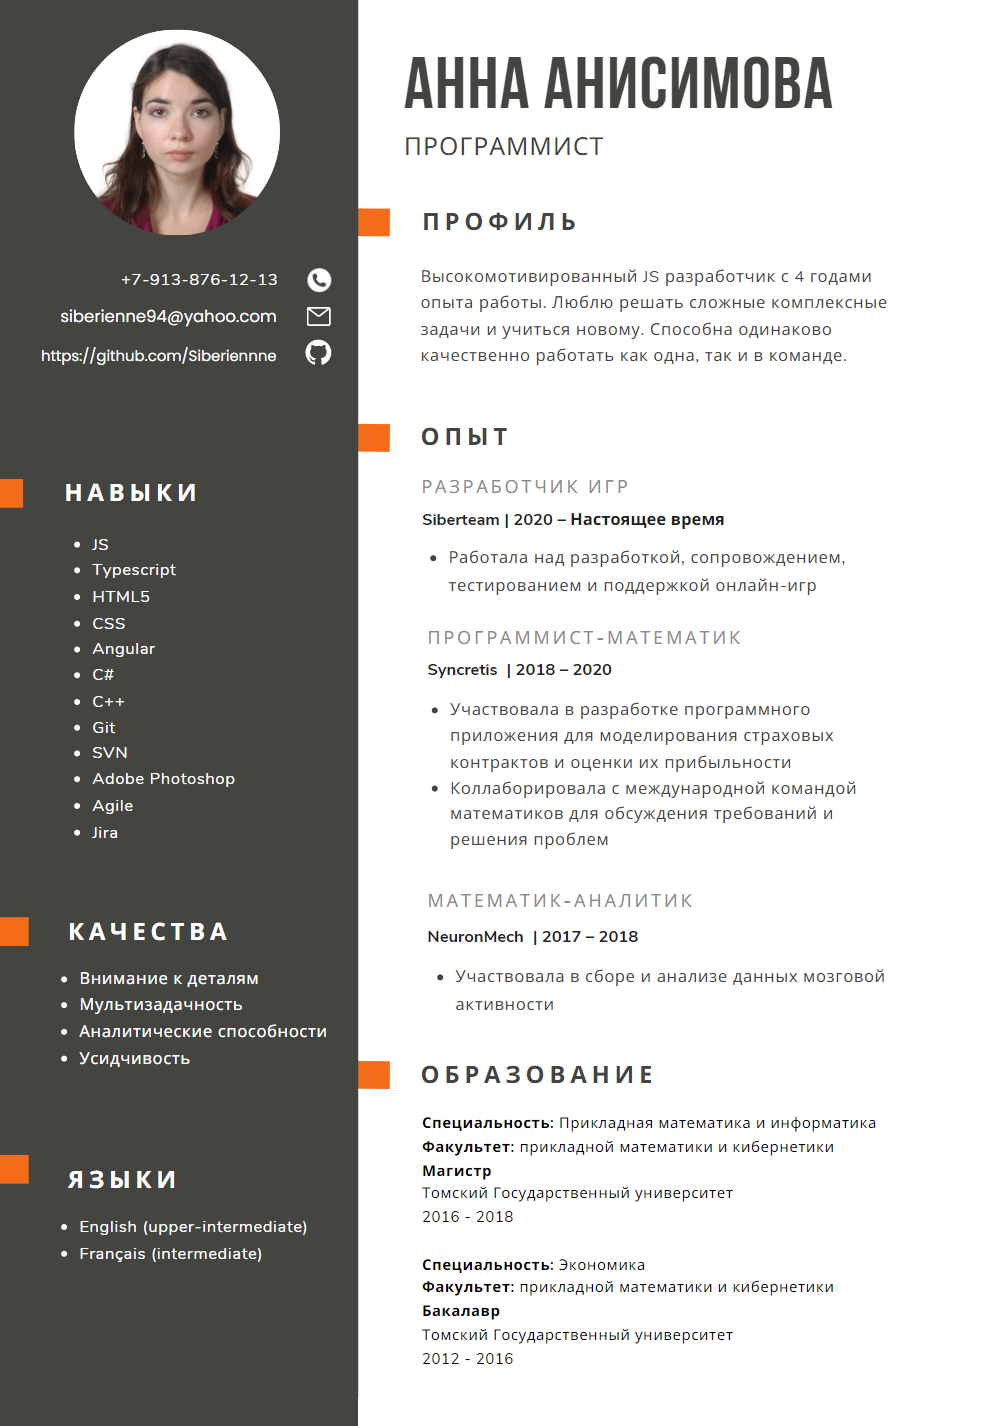 +7-913-876-12-13
siberienne94@yahoo.com
https://github.com/Siberiennne
НАВЫКИ
JS
Typescript
HTML5
CSS
Angular
C#
C++
Git
SVN
Adobe Photoshop
Agile
Jira
КАЧЕСТВА
Внимание к деталям
Мультизадачность
Аналитические способности
Усидчивость
ЯЗЫКИ
English (upper-intermediate)
Français (intermediate)
АННА АНИСИМОВА
ПРОГРАММИСТ
ПРОФИЛЬ
Высокомотивированный JS разработчик с 4 годами
опыта работы. Люблю решать сложные комплексные
задачи и учиться новому. Способна одинаково
качественно работать как одна, так и в команде.
ОПЫТ
РАЗРАБОТЧИК ИГР
Siberteam | 2020 – Настоящее время
Работала над разработкой, сопровождением,
тестированием и поддержкой онлайн-игр
ПРОГРАММИСТ-МАТЕМАТИК
Syncretis | 2018 – 2020
Участвовала в разработке программного
приложения для моделирования страховых
контрактов и оценки их прибыльности
Коллаборировала с международной командой
математиков для обсуждения требований и
решения проблем
МАТЕМАТИК-АНАЛИТИК
NeuronMech | 2017 – 2018
Участвовала в сборе и анализе данных мозговой
активности
ОБРАЗОВАНИЕ
Специальность: Прикладная математика и информатика
Факультет: прикладной математики и кибернетики
Магистр
Томский Государственный университет
2016 - 2018
Специальность: Экономика
Факультет: прикладной математики и кибернетики
Бакалавр
Томский Государственный университет
2012 - 2016